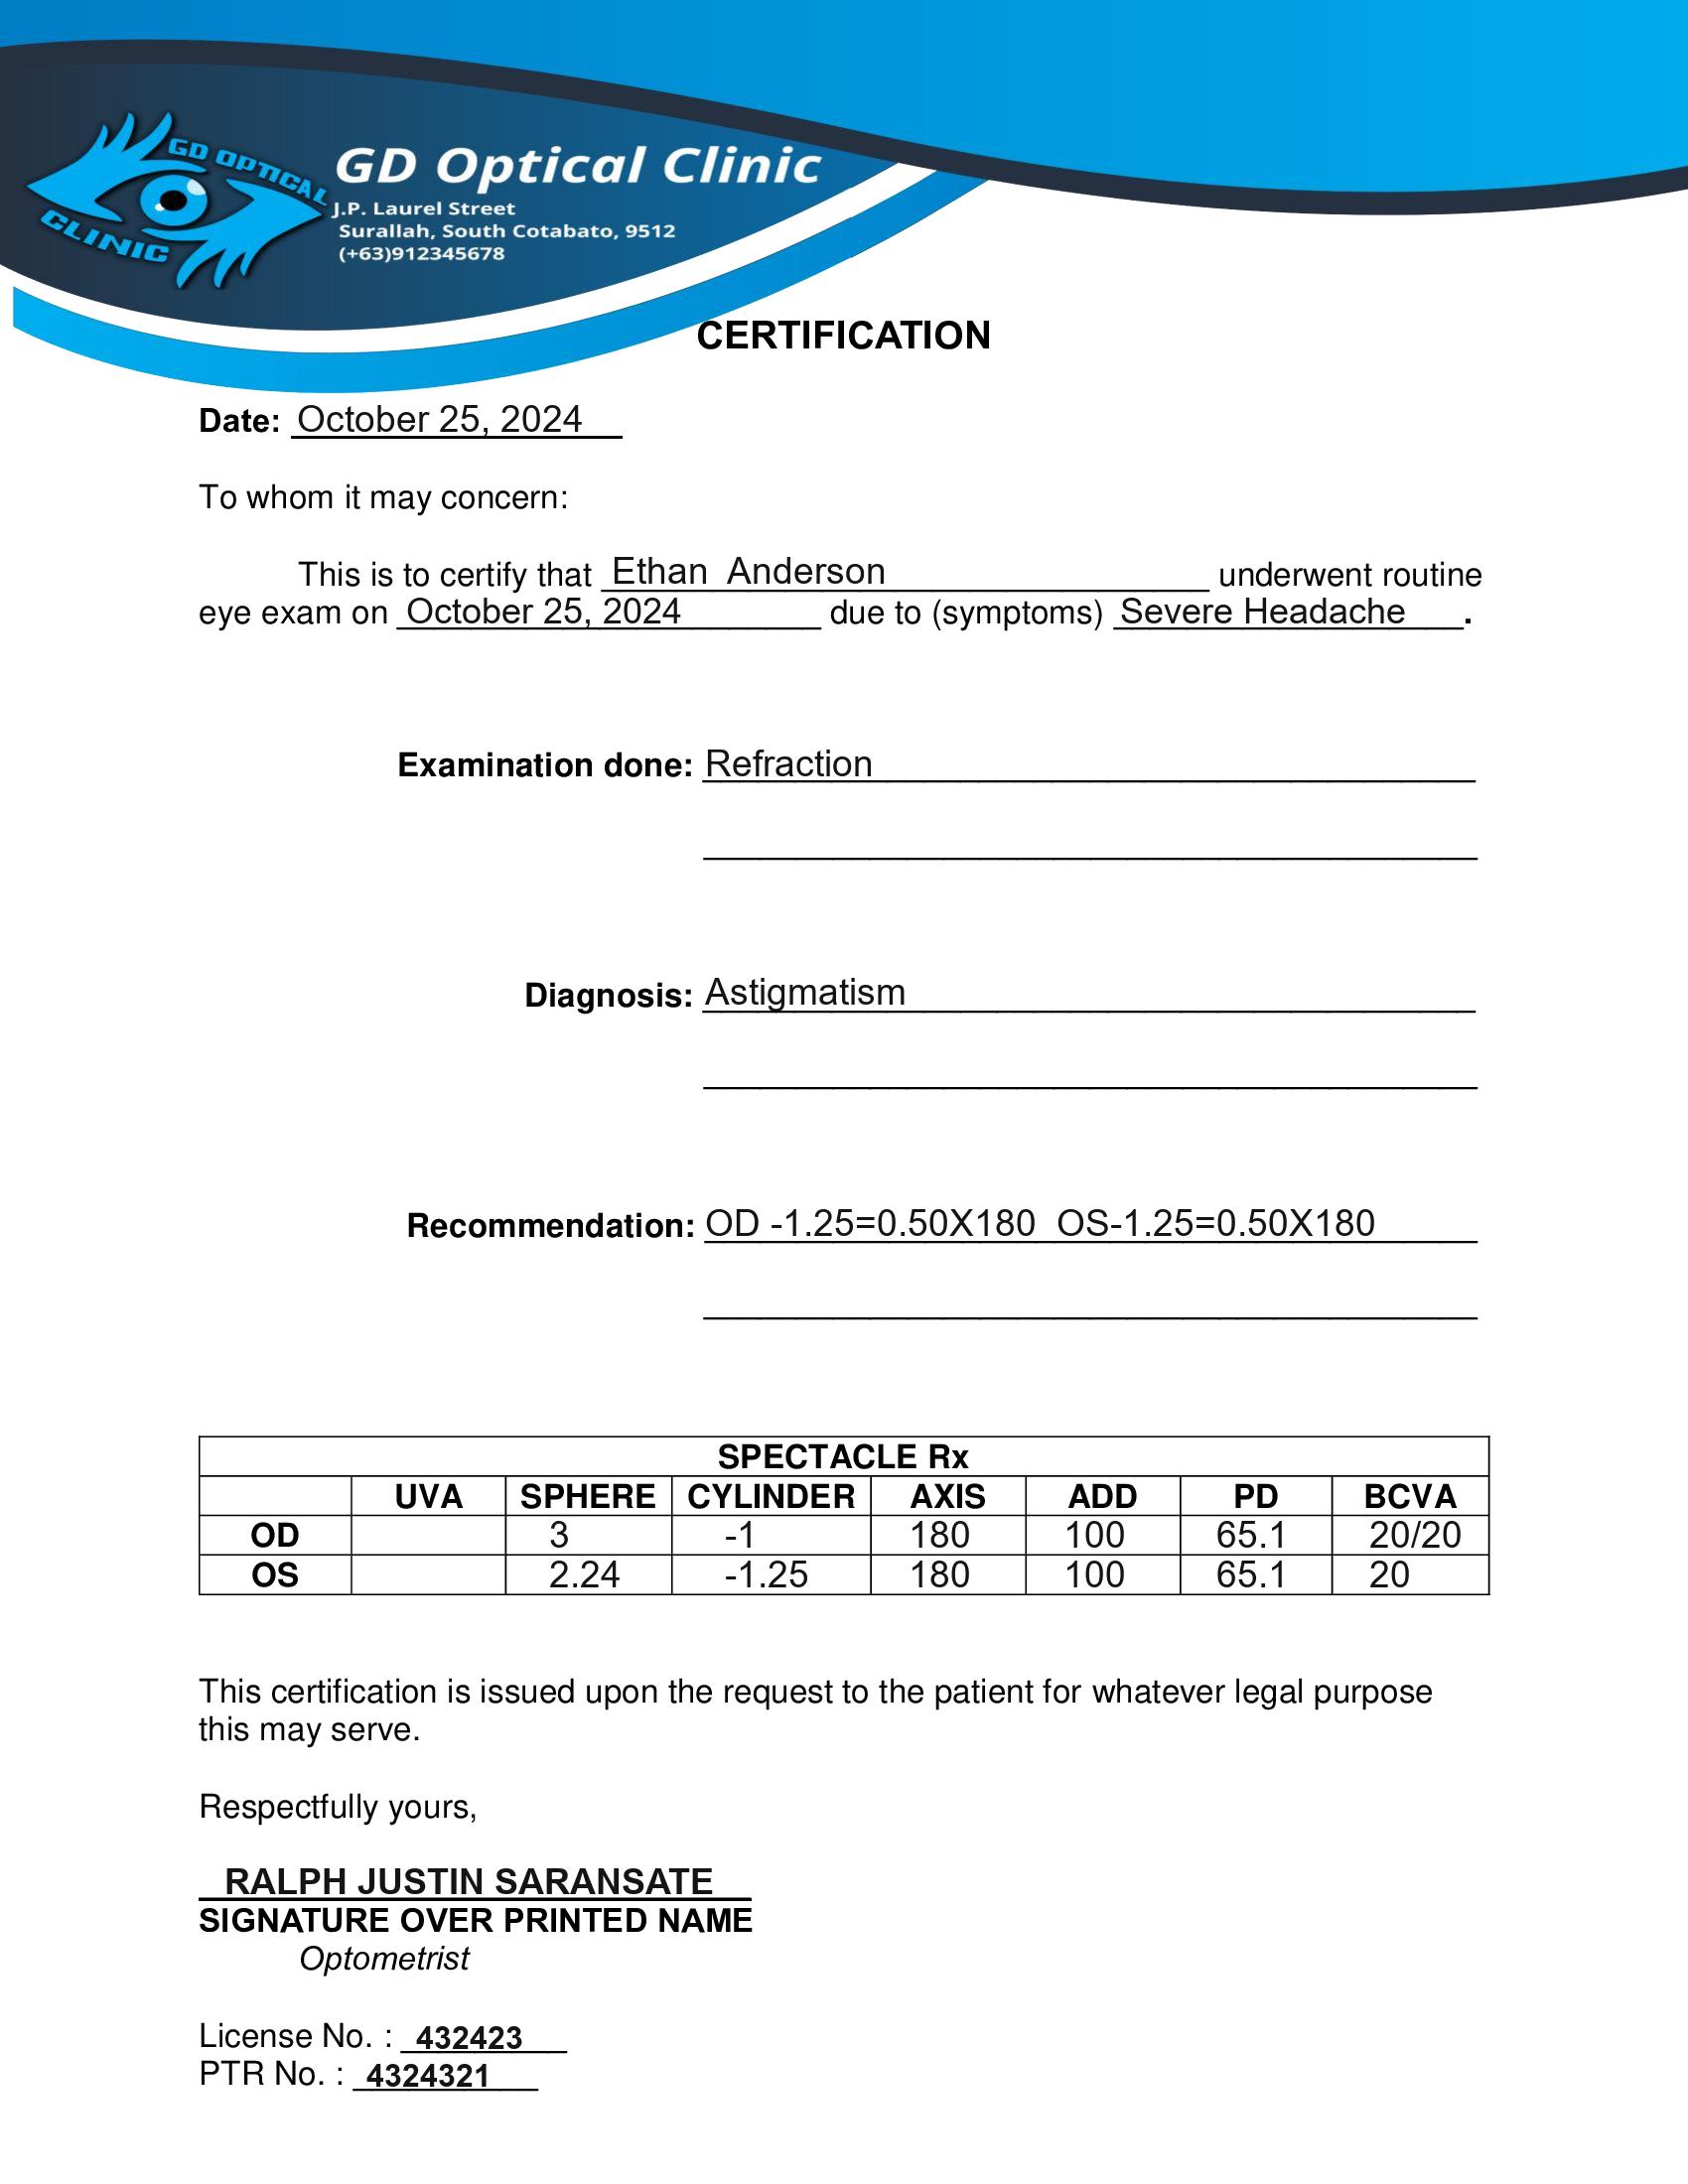 GD OPTICAL
CLINIC
GD Optical Clinic
J.P. Laurel Street
Surallah, South Cotabato, 9512
(+63)912345678
CERTIFICATION
Date: October 25, 2024
To whom it may concern:
This is to certify that Ethan Anderson underwent routine
eye exam on October 25, 2024 due to (symptoms) Severe Headache .
Examination done: Refraction
Diagnosis: Astigmatism
Recommendation: OD -1.25=0.50X180 OS-1.25=0.50X180
SPECTACLE Rx
UVA SPHERE CYLINDER AXIS ADD PD BCVA
OD 3 -1 180 100 65.1 20/20
OS 2.24 -1.25 180 100 65.1 20
This certification is issued upon the request to the patient for whatever legal purpose
this may serve.
Respectfully yours,
RALPH JUSTIN SARANSATE
SIGNATURE OVER PRINTED NAME
Optometrist
License No. : 432423
PTR No. : 4324321